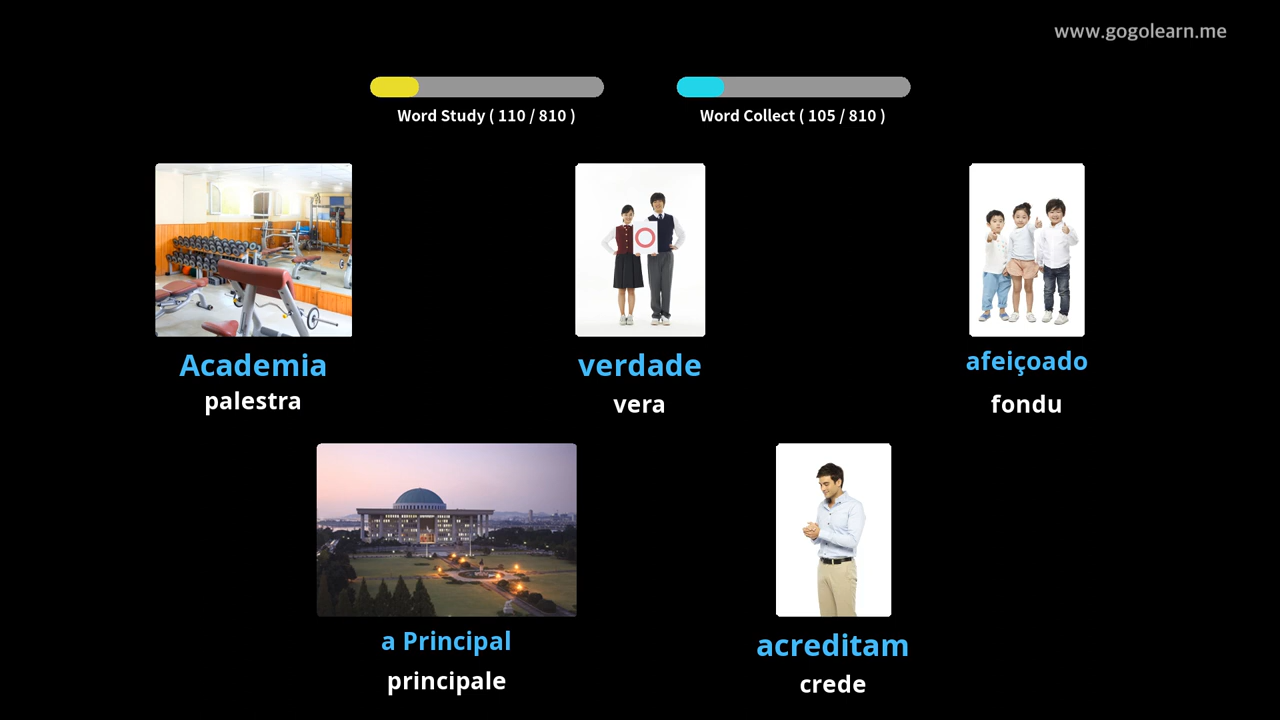 www.gogolearn.me
Word Study ( 110 / 810 )
Word Collect ( 105 / 810 )
Academia
palestra
verdade
vera
afeiçoado
fondu
a Principal
principale
acreditam
crede